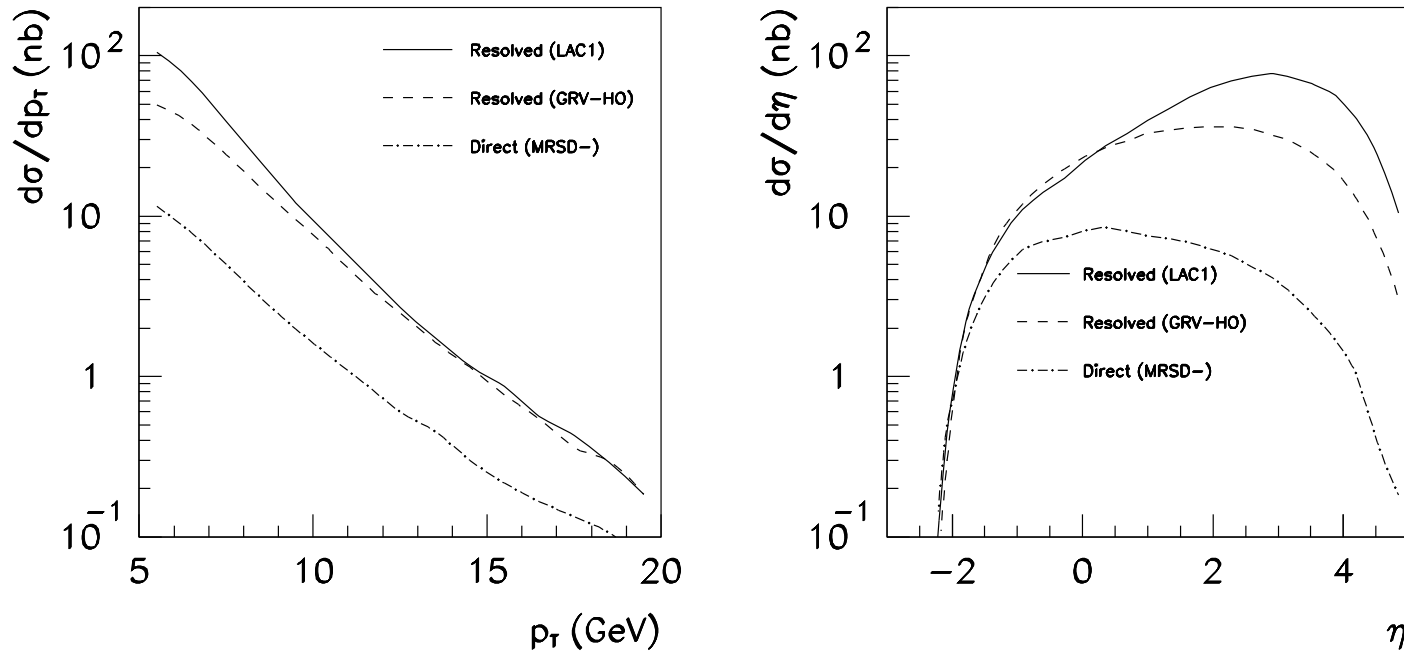 dσ/dp_T (nb)
10^2
10
1
10^-1
Resolved (LAC1)
Resolved (GRV-HO)
Direct (MRSD-)
5 10 15 20
p_T (GeV)
dσ/dη (nb)
10^2
10
1
10^-1
Resolved (LAC1)
Resolved (GRV-HO)
Direct (MRSD-)
-2 0 2 4
η